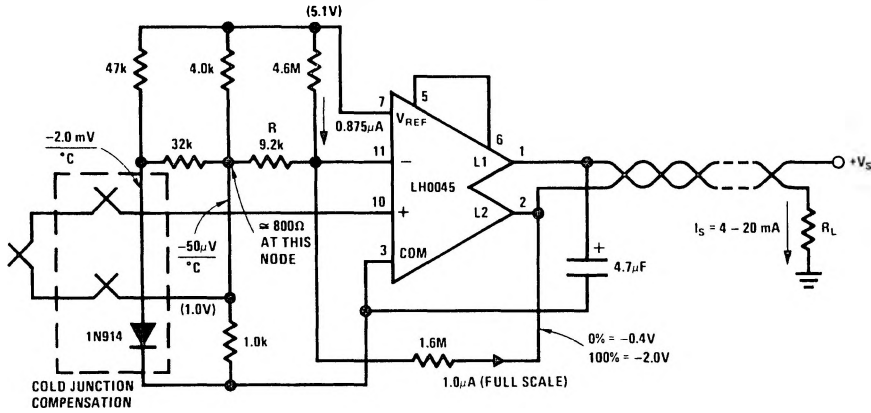 (5.1V)
47k
4.0k
4.6M
7
VREF
5
0.875μA
6
-2.0 mV
°C
32k
R
9.2k
11
−
L1
1
+VS
LH0045
10
+
L2
2
≅ 800Ω
AT THIS
NODE
3
COM
IS = 4 – 20 mA
RL
-50μV
°C
+
4.7μF
(1.0V)
1N914
1.0k
1.6M
0% = -0.4V
100% = -2.0V
1.0μA (FULL SCALE)
COLD JUNCTION
COMPENSATION